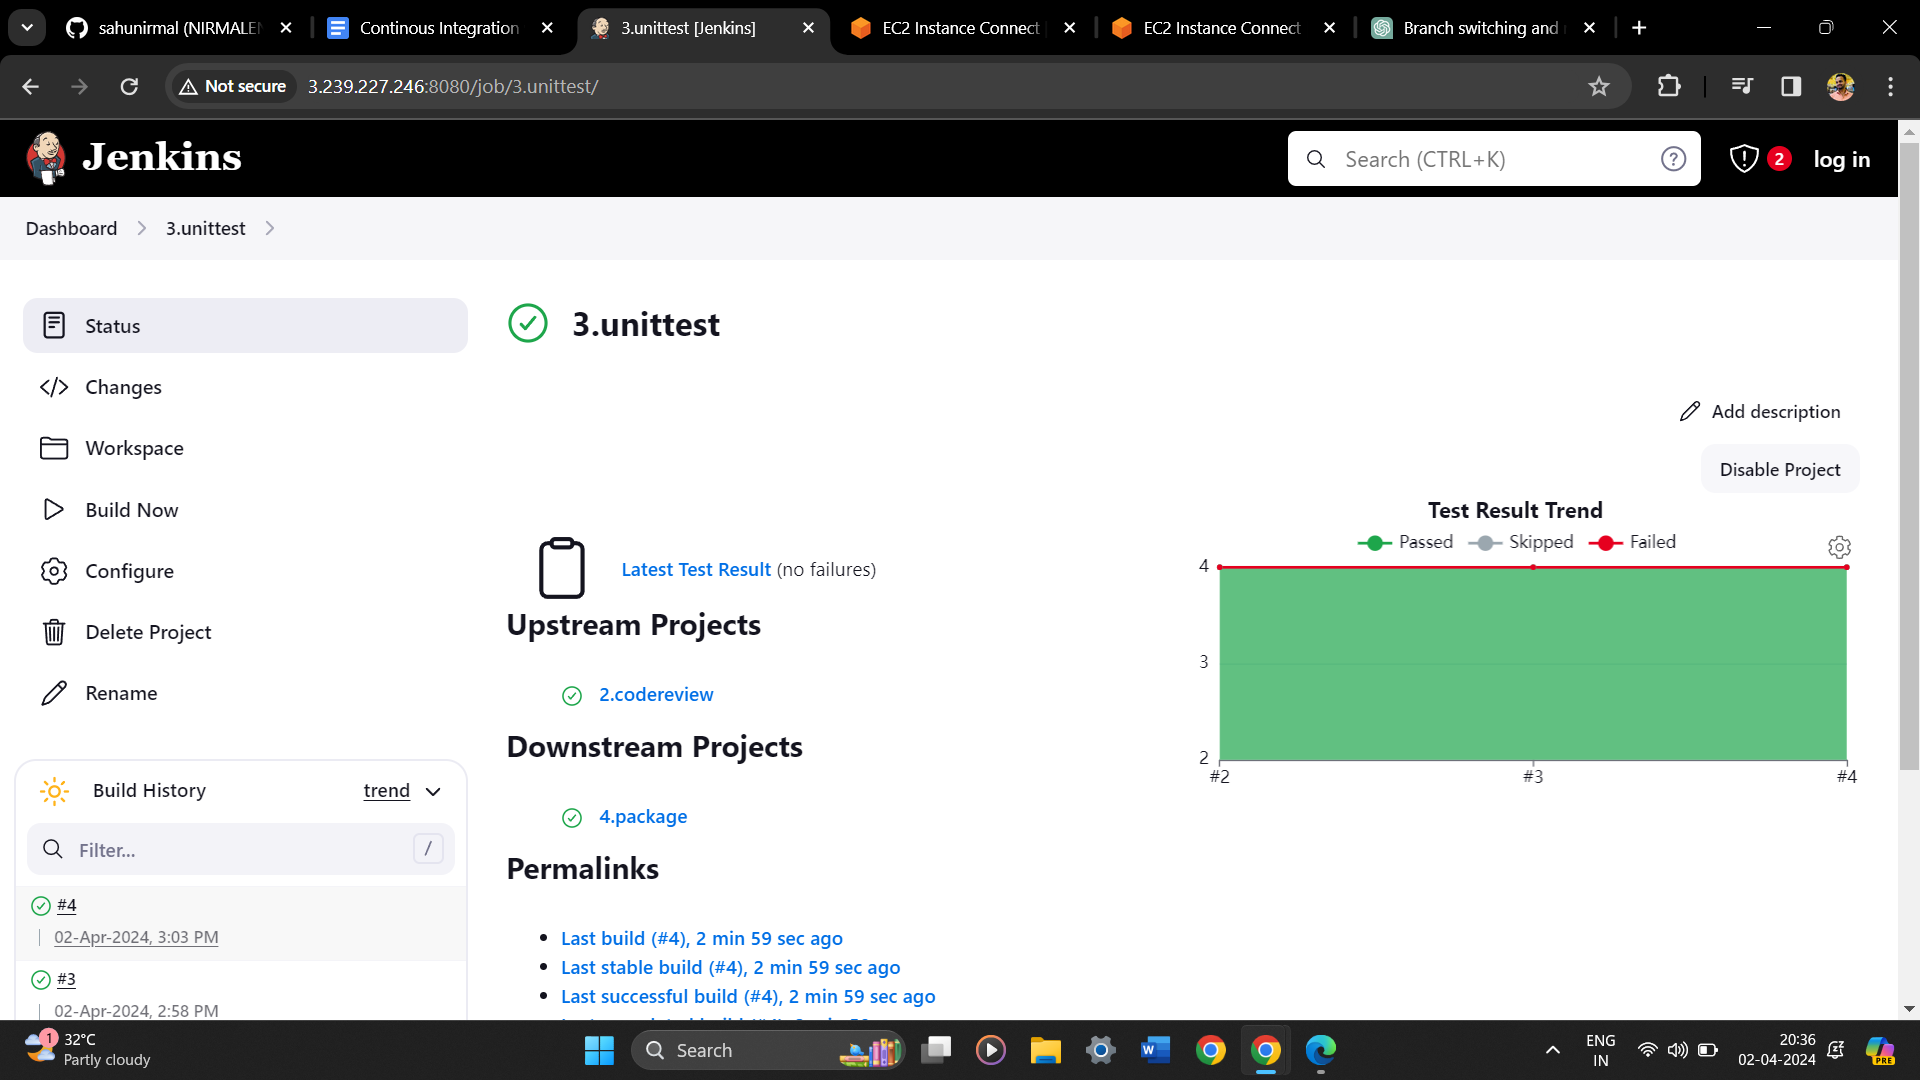 sahunirmal (NIRMALEN
Continous Integration
3.unittest [Jenkins]
EC2 Instance Connect
EC2 Instance Connect
Branch switching and
Not secure
3.239.227.246:8080/job/3.unittest/
Jenkins
Search (CTRL+K)
?
2
log in
Dashboard
3.unittest
Status
Changes
Workspace
Build Now
Configure
Delete Project
Rename
Build History
trend
Filter...
/
#4
02-Apr-2024, 3:03 PM
#3
02-Apr-2024, 2:58 PM
3.unittest
Add description
Disable Project
Latest Test Result (no failures)
Upstream Projects
2.codereview
Downstream Projects
4.package
Permalinks
Last build (#4), 2 min 59 sec ago
Last stable build (#4), 2 min 59 sec ago
Last successful build (#4), 2 min 59 sec ago
Test Result Trend
Passed
Skipped
Failed
4
3
2
#2
#3
#4
1
32°C
Partly cloudy
Search
ENG
IN
20:36
02-04-2024
PRE